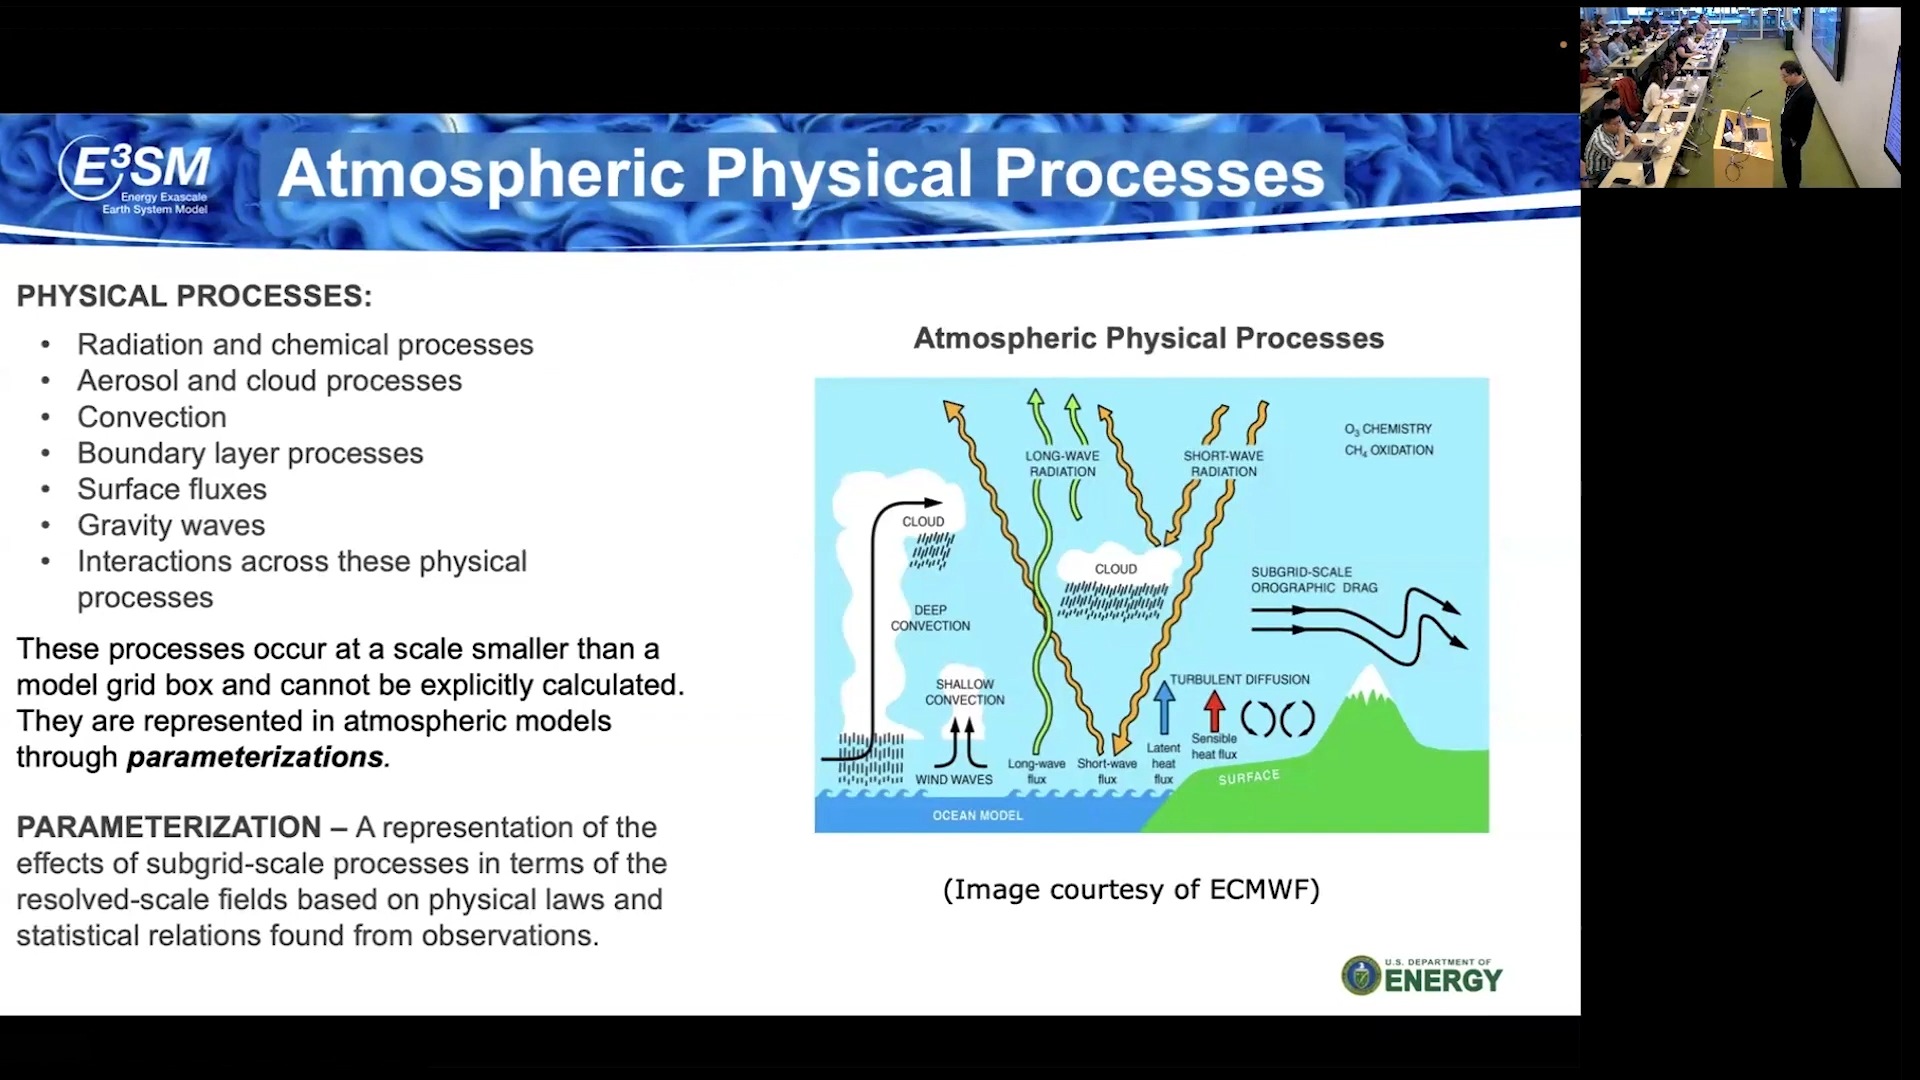 E3SM
Energy Exascale
Earth System Model
Atmospheric Physical Processes
PHYSICAL PROCESSES:
• Radiation and chemical processes
• Aerosol and cloud processes
• Convection
• Boundary layer processes
• Surface fluxes
• Gravity waves
• Interactions across these physical
processes
These processes occur at a scale smaller than a
model grid box and cannot be explicitly calculated.
They are represented in atmospheric models
through parameterizations.
PARAMETERIZATION – A representation of the
effects of subgrid-scale processes in terms of the
resolved-scale fields based on physical laws and
statistical relations found from observations.
Atmospheric Physical Processes
O3 CHEMISTRY
CH4 OXIDATION
LONG-WAVE
RADIATION
SHORT-WAVE
RADIATION
CLOUD
CLOUD
SUBGRID-SCALE
OROGRAPHIC DRAG
DEEP
CONVECTION
SHALLOW
CONVECTION
TURBULENT DIFFUSION
WIND WAVES
Long-wave
flux
Short-wave
flux
Latent
heat
flux
Sensible
heat flux
SURFACE
OCEAN MODEL
(Image courtesy of ECMWF)
U.S. DEPARTMENT OF
ENERGY